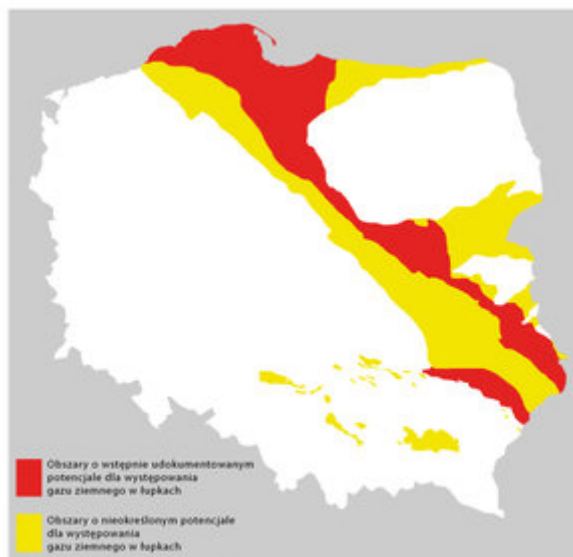 Obszary o wstępnie udokumentowanym
potencjale dla występowania
gazu ziemnego w łupkach
Obszary o nieokreślonym potencjale
dla występowania
gazu ziemnego w łupkach